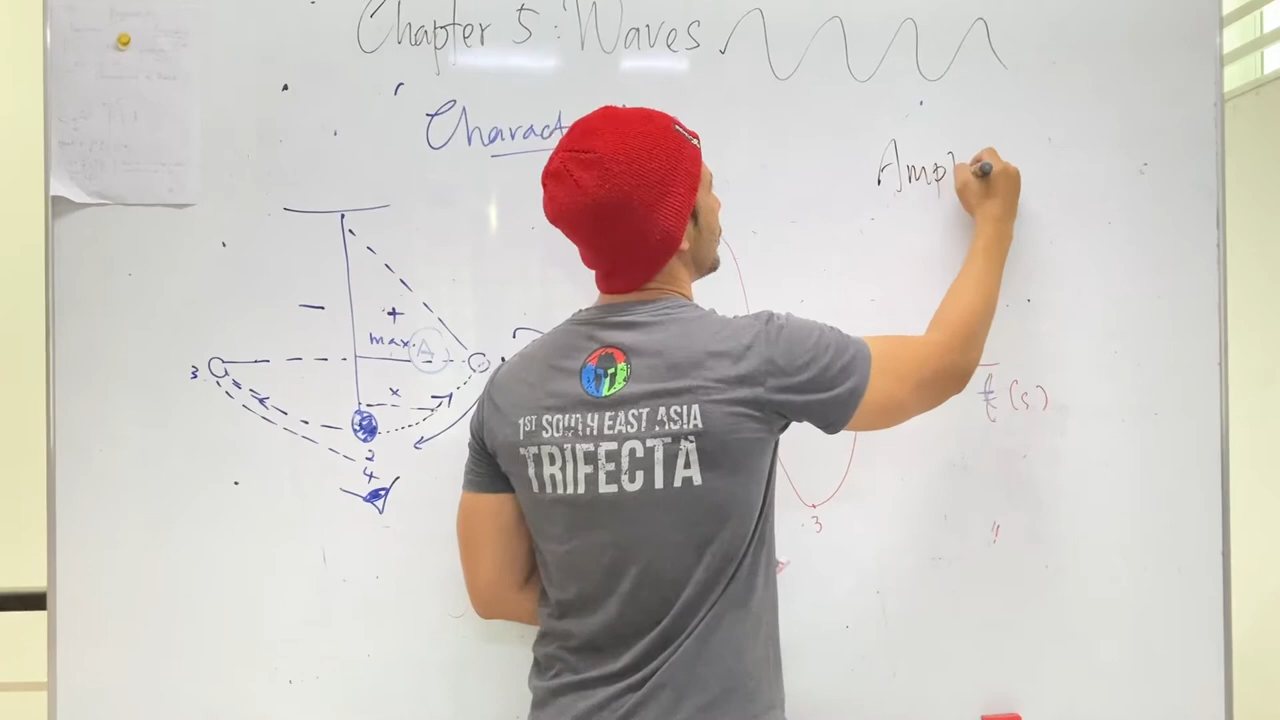 Chapter 5: Waves
Charact
Amp
−
+
max. A
3
x
2
4
t (s)
3
1ST SOUTH EAST ASIA
TRIFECTA